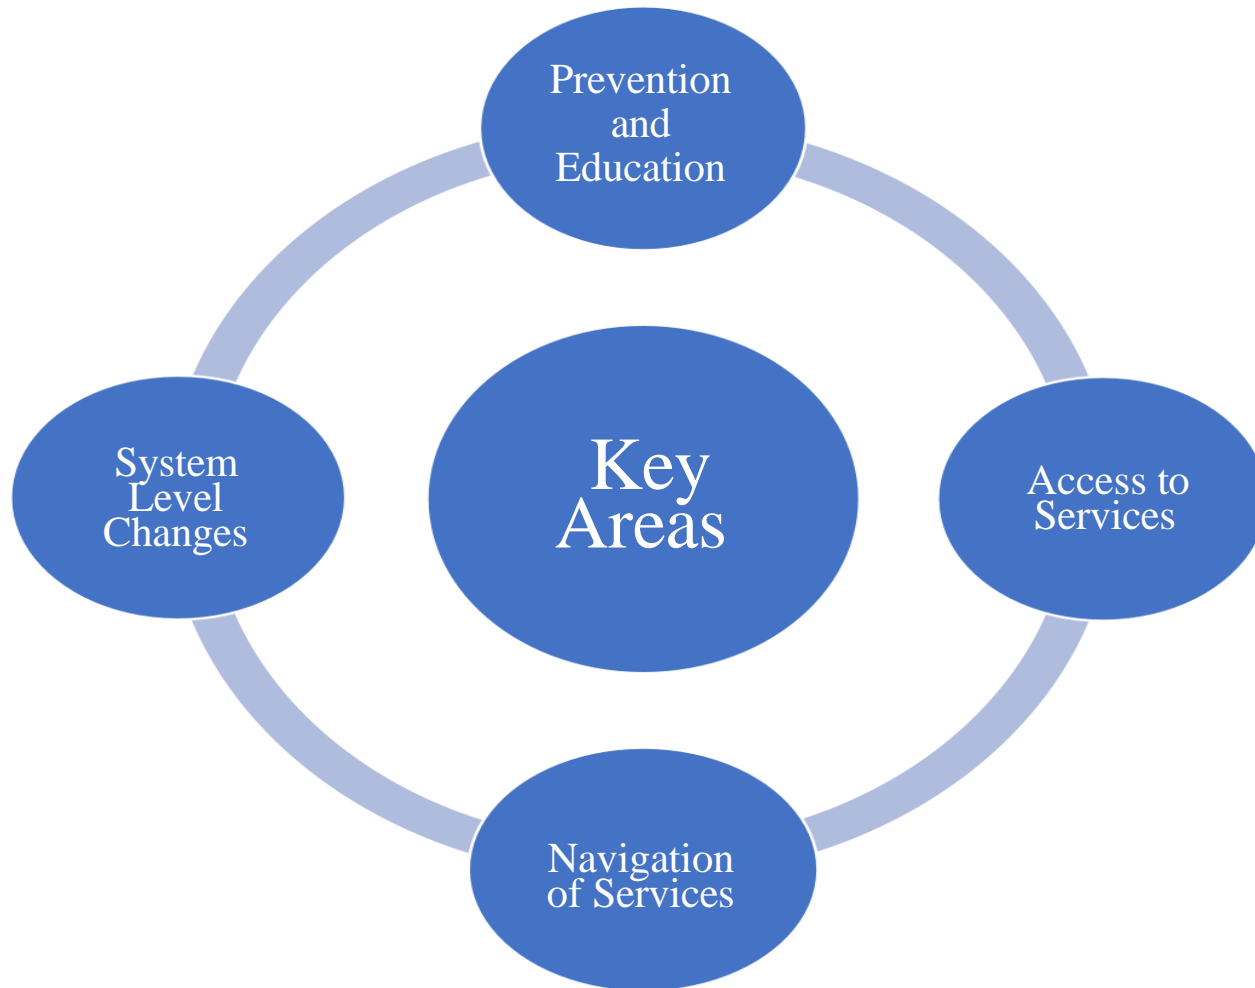 Prevention
and
Education
System
Level
Changes
Key
Areas
Access to
Services
Navigation
of Services